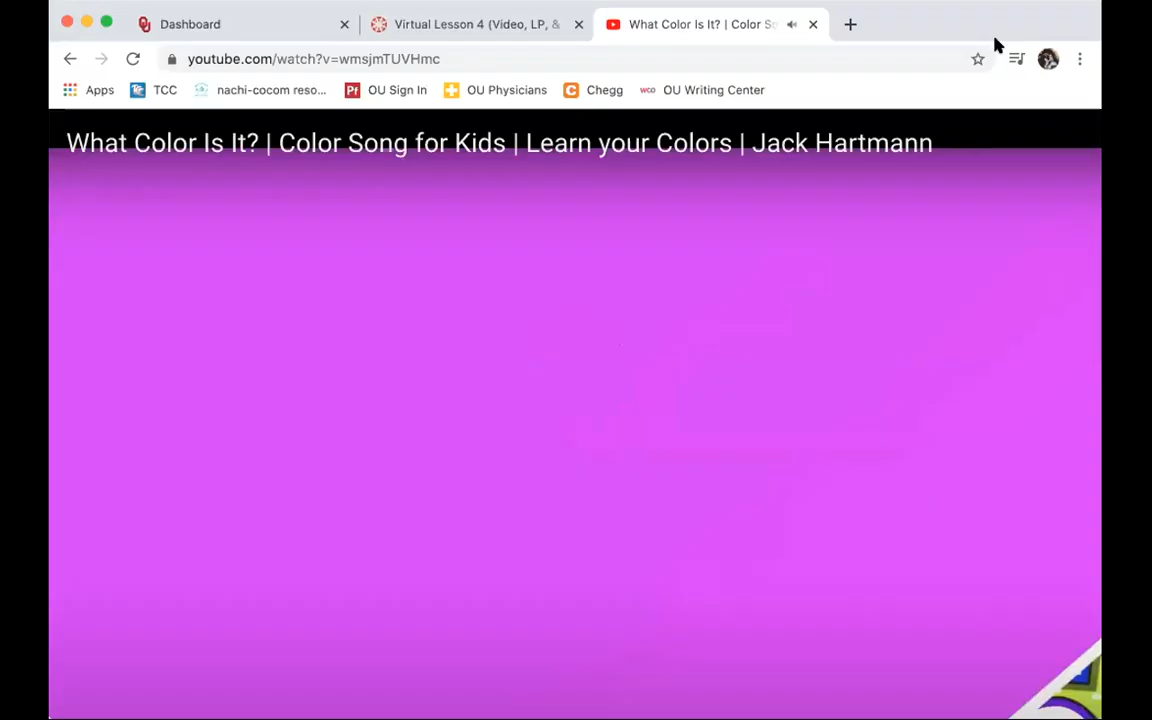 Dashboard
Virtual Lesson 4 (Video, LP, &
What Color Is It? | Color So
youtube.com/watch?v=wmsjmTUVHmc
Apps TCC nachi-cocom reso... Pf OU Sign In OU Physicians C Chegg wco OU Writing Center
What Color Is It? | Color Song for Kids | Learn your Colors | Jack Hartmann